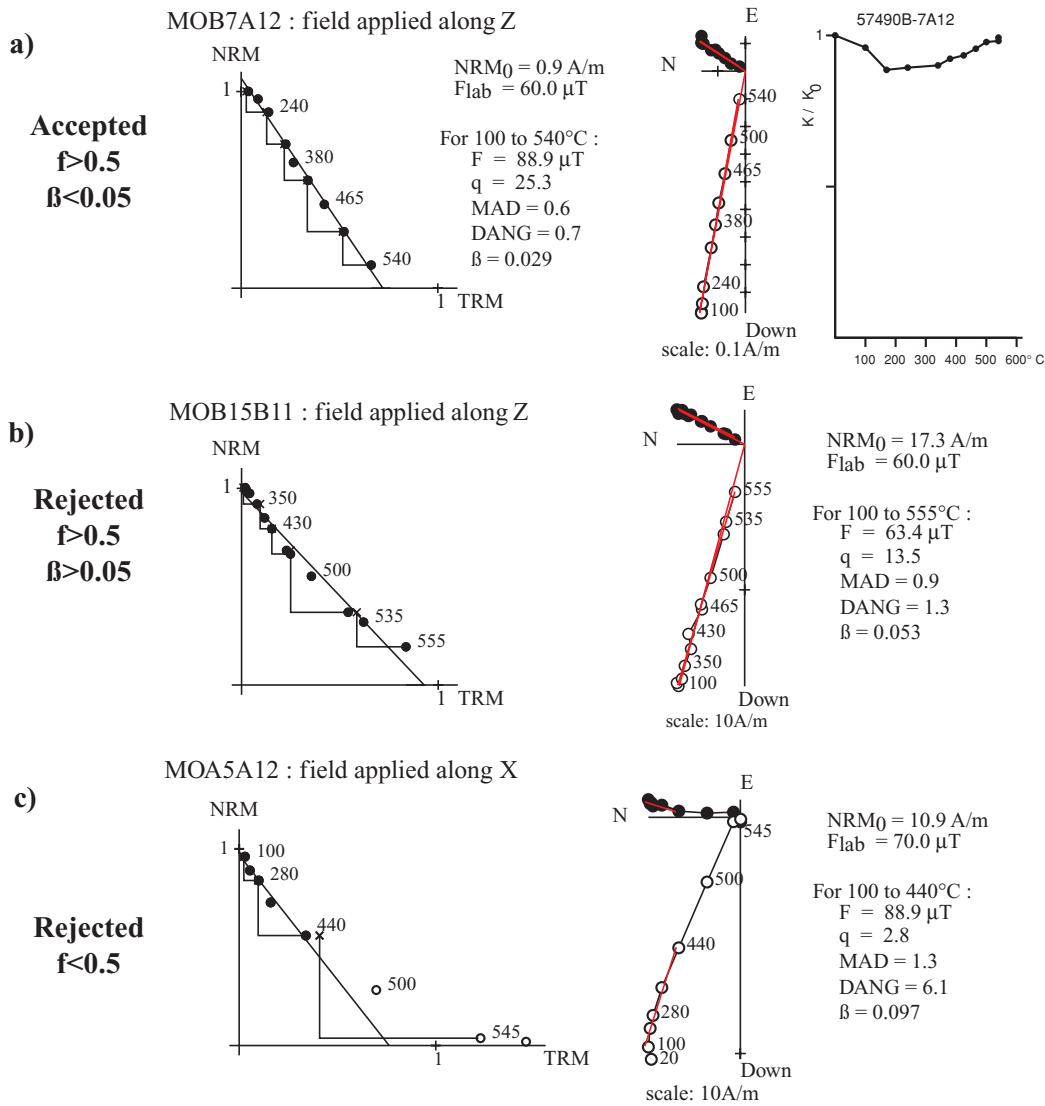 a)
MOB7A12 : field applied along Z
Accepted
f>0.5
ß<0.05
NRM
1
240
380
465
540
1
TRM
NRM0 = 0.9 A/m
Flab = 60.0 µT
For 100 to 540°C :
F = 88.9 µT
q = 25.3
MAD = 0.6
DANG = 0.7
ß = 0.029
E
N
540
500
465
380
240
100
Down
scale: 0.1A/m
57490B-7A12
1
K / K0
100 200 300 400 500 600° C
b)
MOB15B11 : field applied along Z
Rejected
f>0.5
ß>0.05
NRM
1
350
430
500
535
555
1
TRM
E
N
555
535
500
465
430
350
100
Down
scale: 10A/m
NRM0 = 17.3 A/m
Flab = 60.0 µT
For 100 to 555°C :
F = 63.4 µT
q = 13.5
MAD = 0.9
DANG = 1.3
ß = 0.053
c)
MOA5A12 : field applied along X
Rejected
f<0.5
NRM
1
100
280
440
500
545
1
TRM
E
N
545
500
440
280
100
20
Down
scale: 10A/m
NRM0 = 10.9 A/m
Flab = 70.0 µT
For 100 to 440°C :
F = 88.9 µT
q = 2.8
MAD = 1.3
DANG = 6.1
ß = 0.097